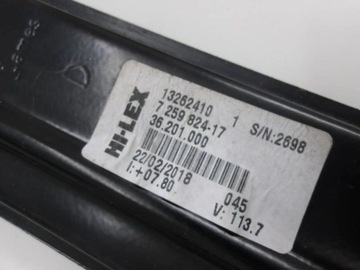 HI-LEX
13262410 1 S/N:2698
7 259 824-17
36.201.000
22/02/2018 045
I:+07.80 V: 113.7
D